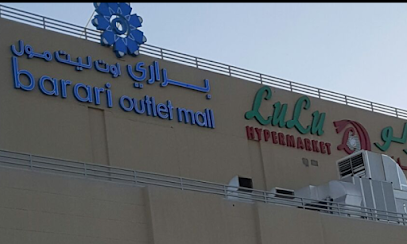 براري اوت ليت مول
barari outlet mall
LuLu
HYPERMARKET